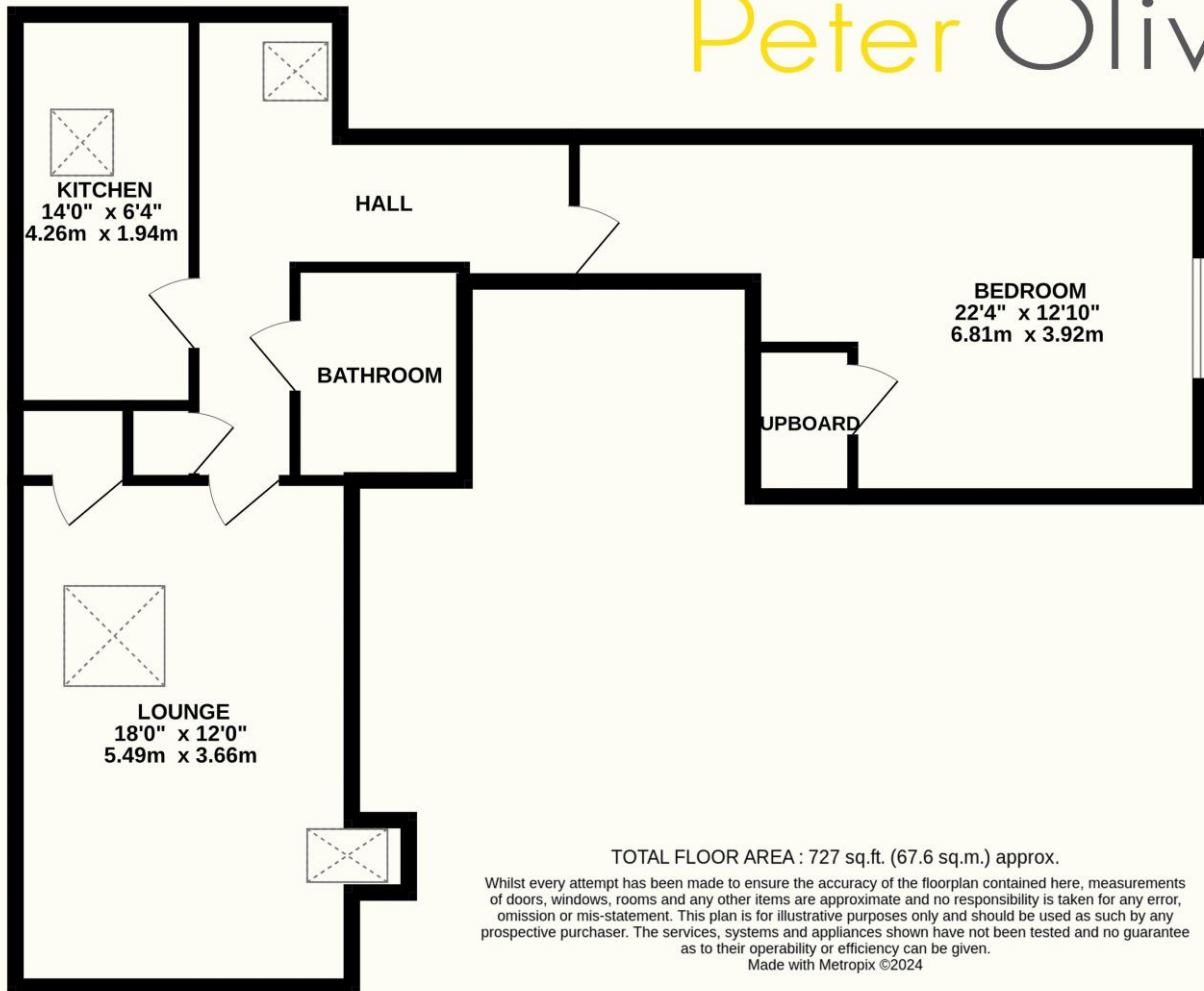 Peter Oliv
KITCHEN
14'0" x 6'4"
4.26m x 1.94m
HALL
BEDROOM
22'4" x 12'10"
6.81m x 3.92m
BATHROOM
UPBOARD
LOUNGE
18'0" x 12'0"
5.49m x 3.66m
TOTAL FLOOR AREA : 727 sq.ft. (67.6 sq.m.) approx.
Whilst every attempt has been made to ensure the accuracy of the floorplan contained here, measurements
of doors, windows, rooms and any other items are approximate and no responsibility is taken for any error,
omission or mis-statement. This plan is for illustrative purposes only and should be used as such by any
prospective purchaser. The services, systems and appliances shown have not been tested and no guarantee
as to their operability or efficiency can be given.
Made with Metropix ©2024